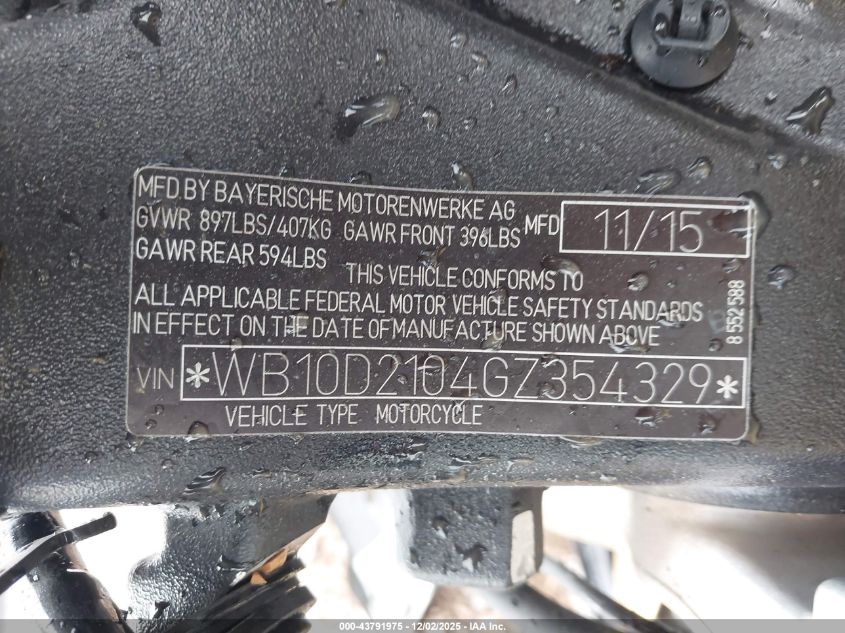 MFD. BY BAYERISCHE MOTORENWERKE AG
GVWR 897LBS/407KG GAWR FRONT 396LBS MFD 11/15
GAWR REAR 594LBS
THIS VEHICLE CONFORMS TO
ALL APPLICABLE FEDERAL MOTOR VEHICLE SAFETY STANDARDS
IN EFFECT ON THE DATE OF MANUFACTURE SHOWN ABOVE
8 552 588
VIN *WB10D2104GZ354329*
VEHICLE TYPE MOTORCYCLE
000-43791975 - 12/02/2025 - IAA Inc.